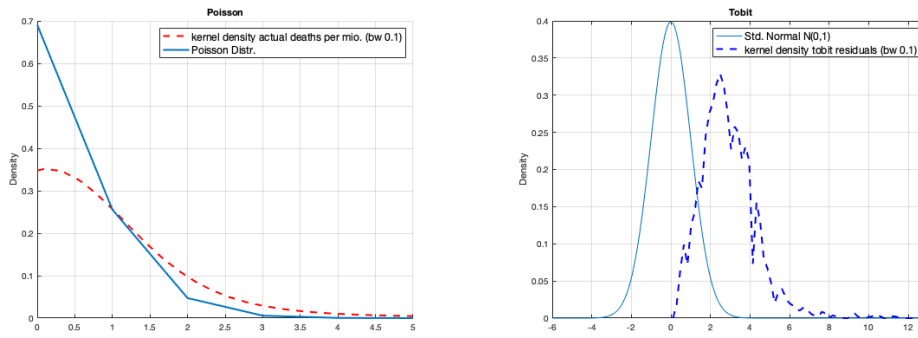 Poisson
0.7
0.6
0.5
0.4
0.3
0.2
0.1
0
Density
0 0.5 1 1.5 2 2.5 3 3.5 4 4.5 5
kernel density actual deaths per mio. (bw 0.1)
Poisson Distr.
Tobit
0.4
0.35
0.3
0.25
0.2
0.15
0.1
0.05
0
Density
-6 -4 -2 0 2 4 6 8 10 12
Std. Normal N(0,1)
kernel density tobit residuals (bw 0.1)